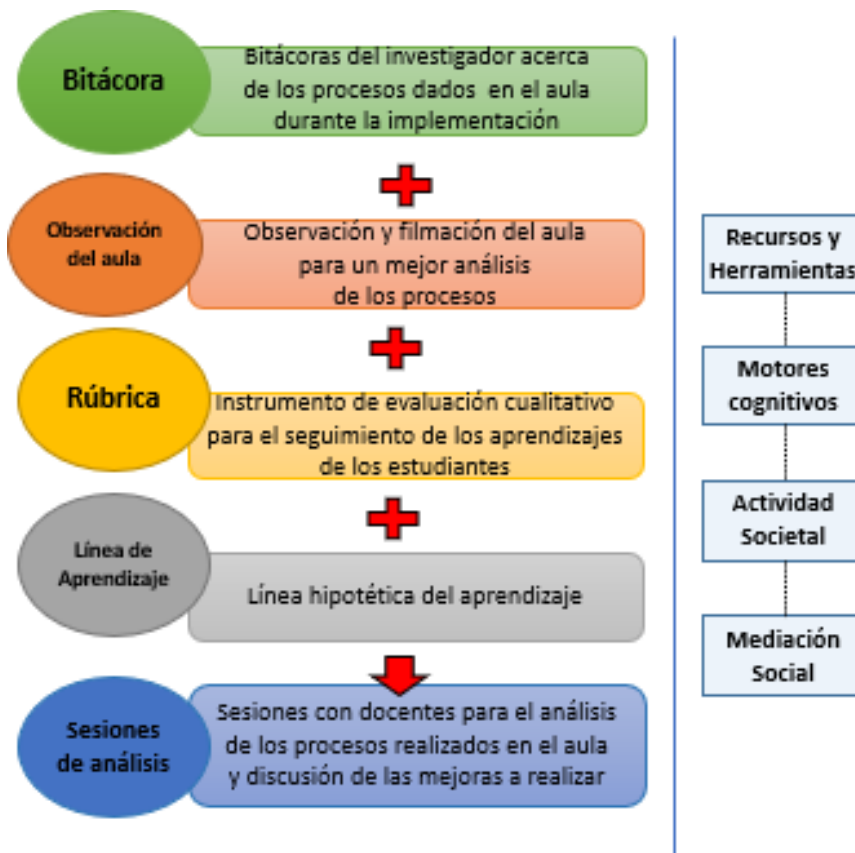 Bitácora
Bitácoras del investigador acerca
de los procesos dados en el aula
durante la implementación
Observación
del aula
Observación y filmación del aula
para un mejor análisis
de los procesos
Rúbrica
Instrumento de evaluación cualitativo
para el seguimiento de los aprendizajes
de los estudiantes
Línea de
Aprendizaje
Línea hipotética del aprendizaje
Sesiones
de análisis
Sesiones con docentes para el análisis
de los procesos realizados en el aula
y discusión de las mejoras a realizar
Recursos y
Herramientas
Motores
cognitivos
Actividad
Societal
Mediación
Social